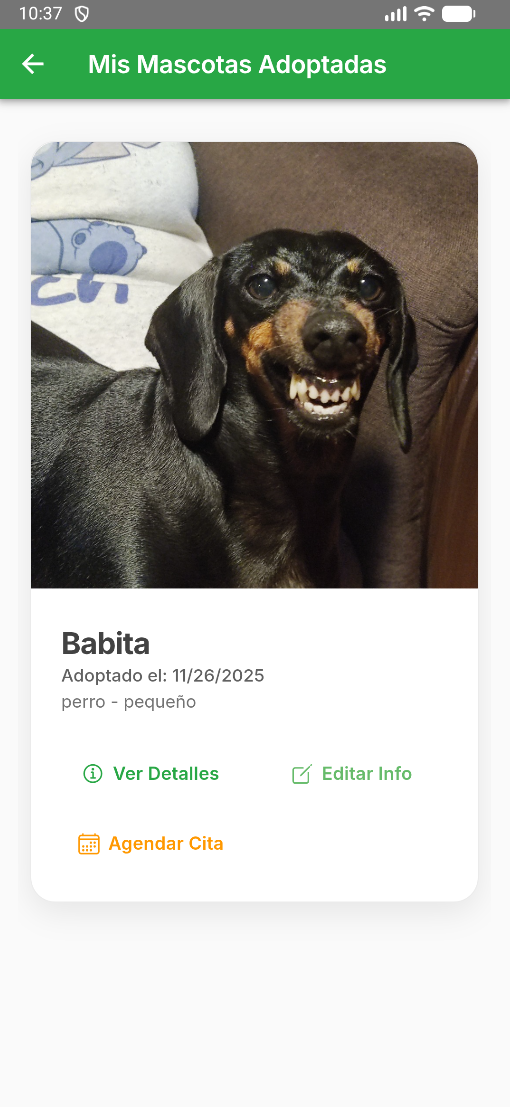 10:37
Mis Mascotas Adoptadas
Babita
Adoptado el: 11/26/2025
perro - pequeño
Ver Detalles
Editar Info
Agendar Cita